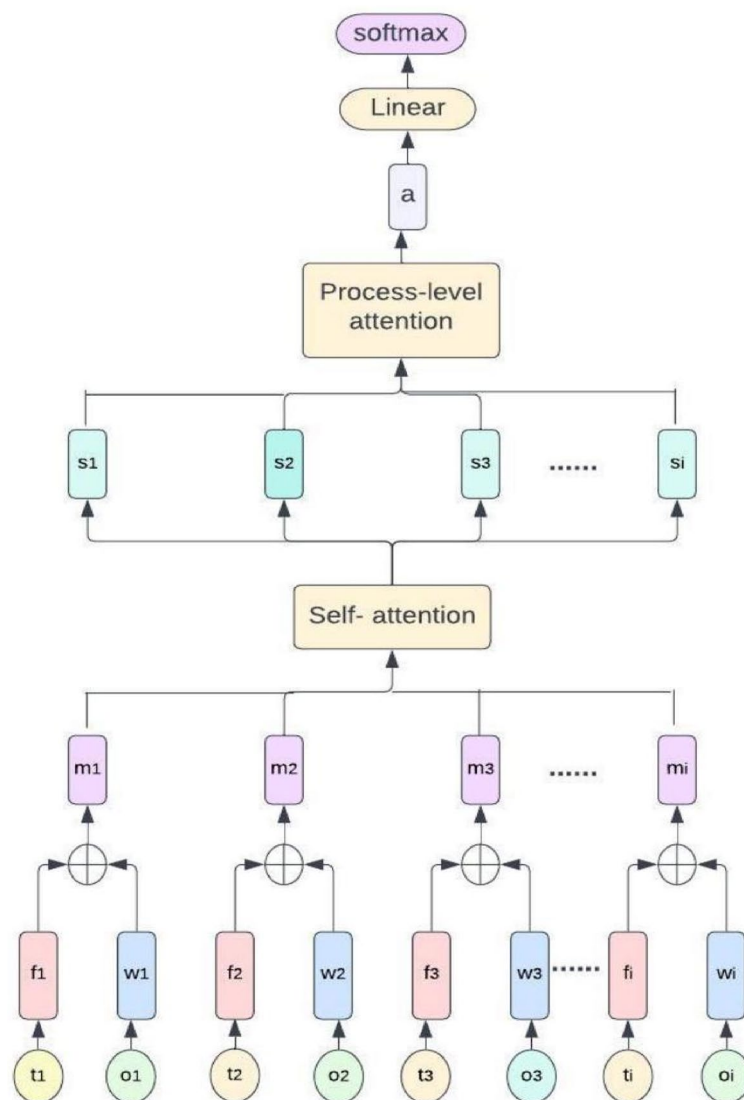 softmax
Linear
a
Process-level
attention
s1 s2 s3 ...... si
Self- attention
m1 m2 m3 ...... mi
f1 w1 f2 w2 f3 w3 ...... fi wi
t1 o1 t2 o2 t3 o3 ti oi